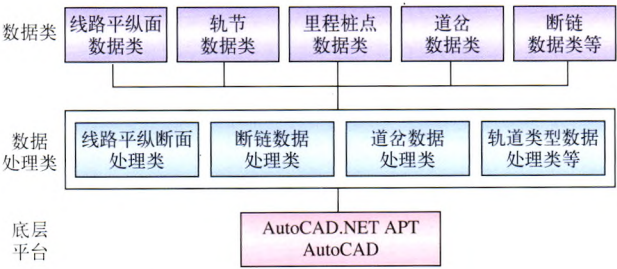 数据类
线路平纵面
数据类
轨节
数据类
里程桩点
数据类
道岔
数据类
断链
数据类等
数据
处理类
线路平纵断面
处理类
断链数据
处理类
道岔数据
处理类
轨道类型数据
处理类等
底层
平台
AutoCAD.NET APT
AutoCAD